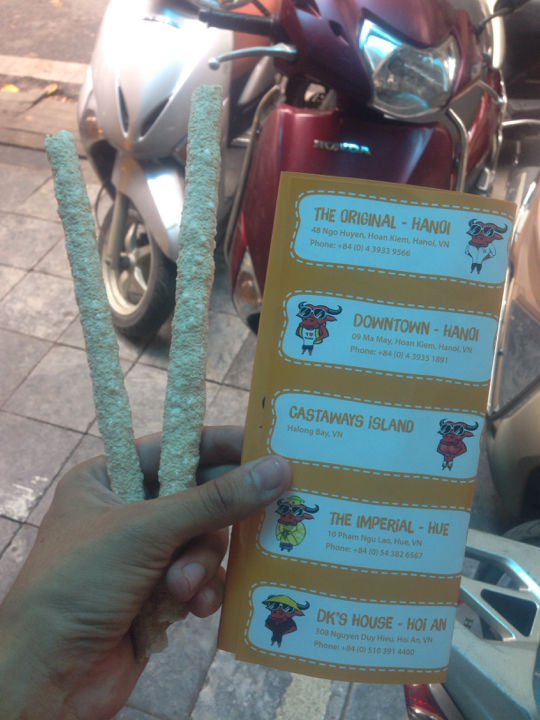 HONDA
THE ORIGINAL - HANOI
48 Ngo Huyen, Hoan Kiem, Hanoi, VN
Phone: +84 (0) 4 3933 9566
DOWNTOWN - HANOI
09 Ma May, Hoan Kiem, Hanoi, VN
Phone: +84 (0) 4 3935 1891
CASTAWAYS ISLAND
Halong Bay, VN
THE IMPERIAL - HUE
10 Pham Ngu Lao, Hue, VN
Phone: +84 (0) 54 382 6567
DK'S HOUSE - HOI AN
308 Nguyen Duy Hieu, Hoi An, VN
Phone: +84 (0) 510 391 4400